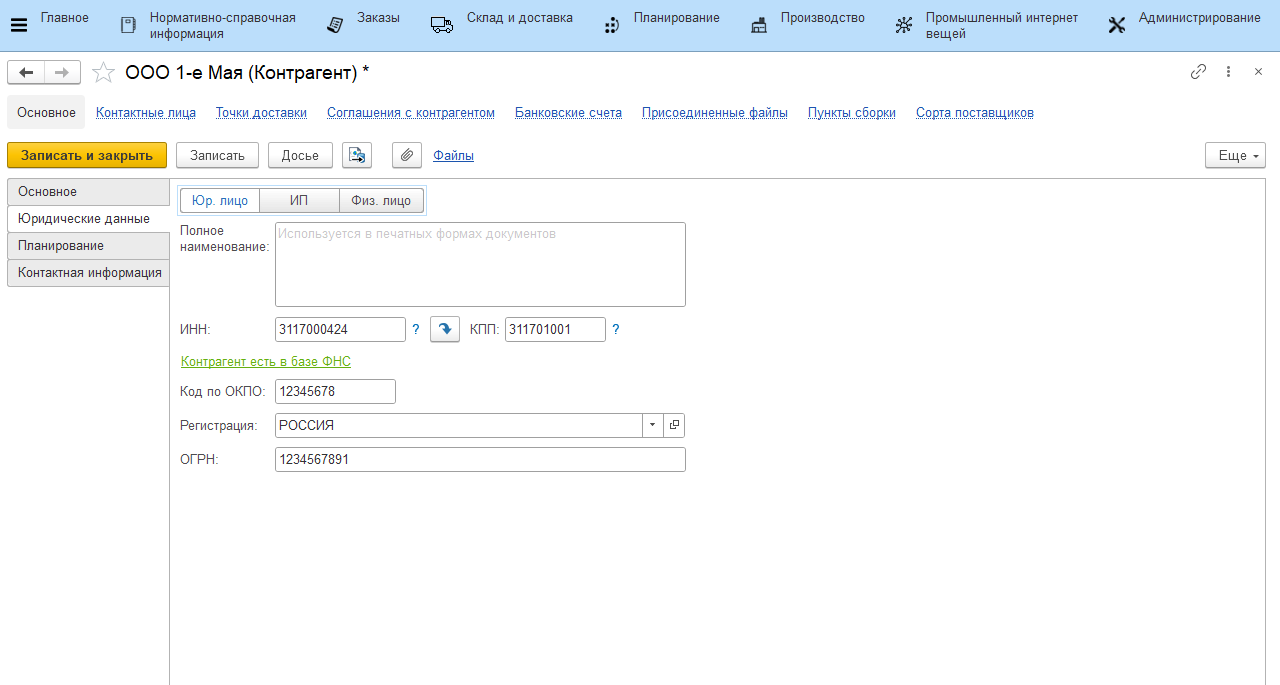 Главное
Нормативно-справочная
информация
Заказы
Склад и доставка
Планирование
Производство
Промышленный интернет
вещей
Администрирование
ООО 1-е Мая (Контрагент) *
Основное
Контактные лица
Точки доставки
Соглашения с контрагентом
Банковские счета
Присоединенные файлы
Пункты сборки
Сорта поставщиков
Записать и закрыть
Записать
Досье
Файлы
Еще
Основное
Юридические данные
Планирование
Контактная информация
Юр. лицо
ИП
Физ. лицо
Полное
наименование:
Используется в печатных формах документов
ИНН: 3117000424 ? КПП: 311701001 ?
Контрагент есть в базе ФНС
Код по ОКПО: 12345678
Регистрация: РОССИЯ
ОГРН: 1234567891